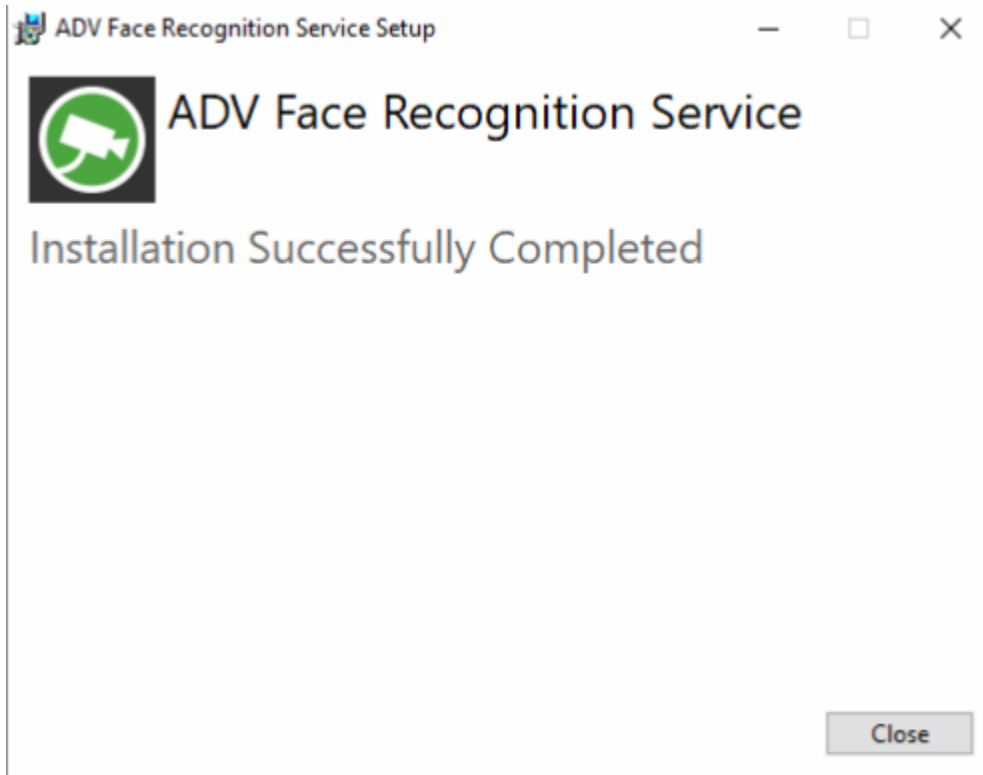 ADV Face Recognition Service Setup
ADV Face Recognition Service
Installation Successfully Completed
Close